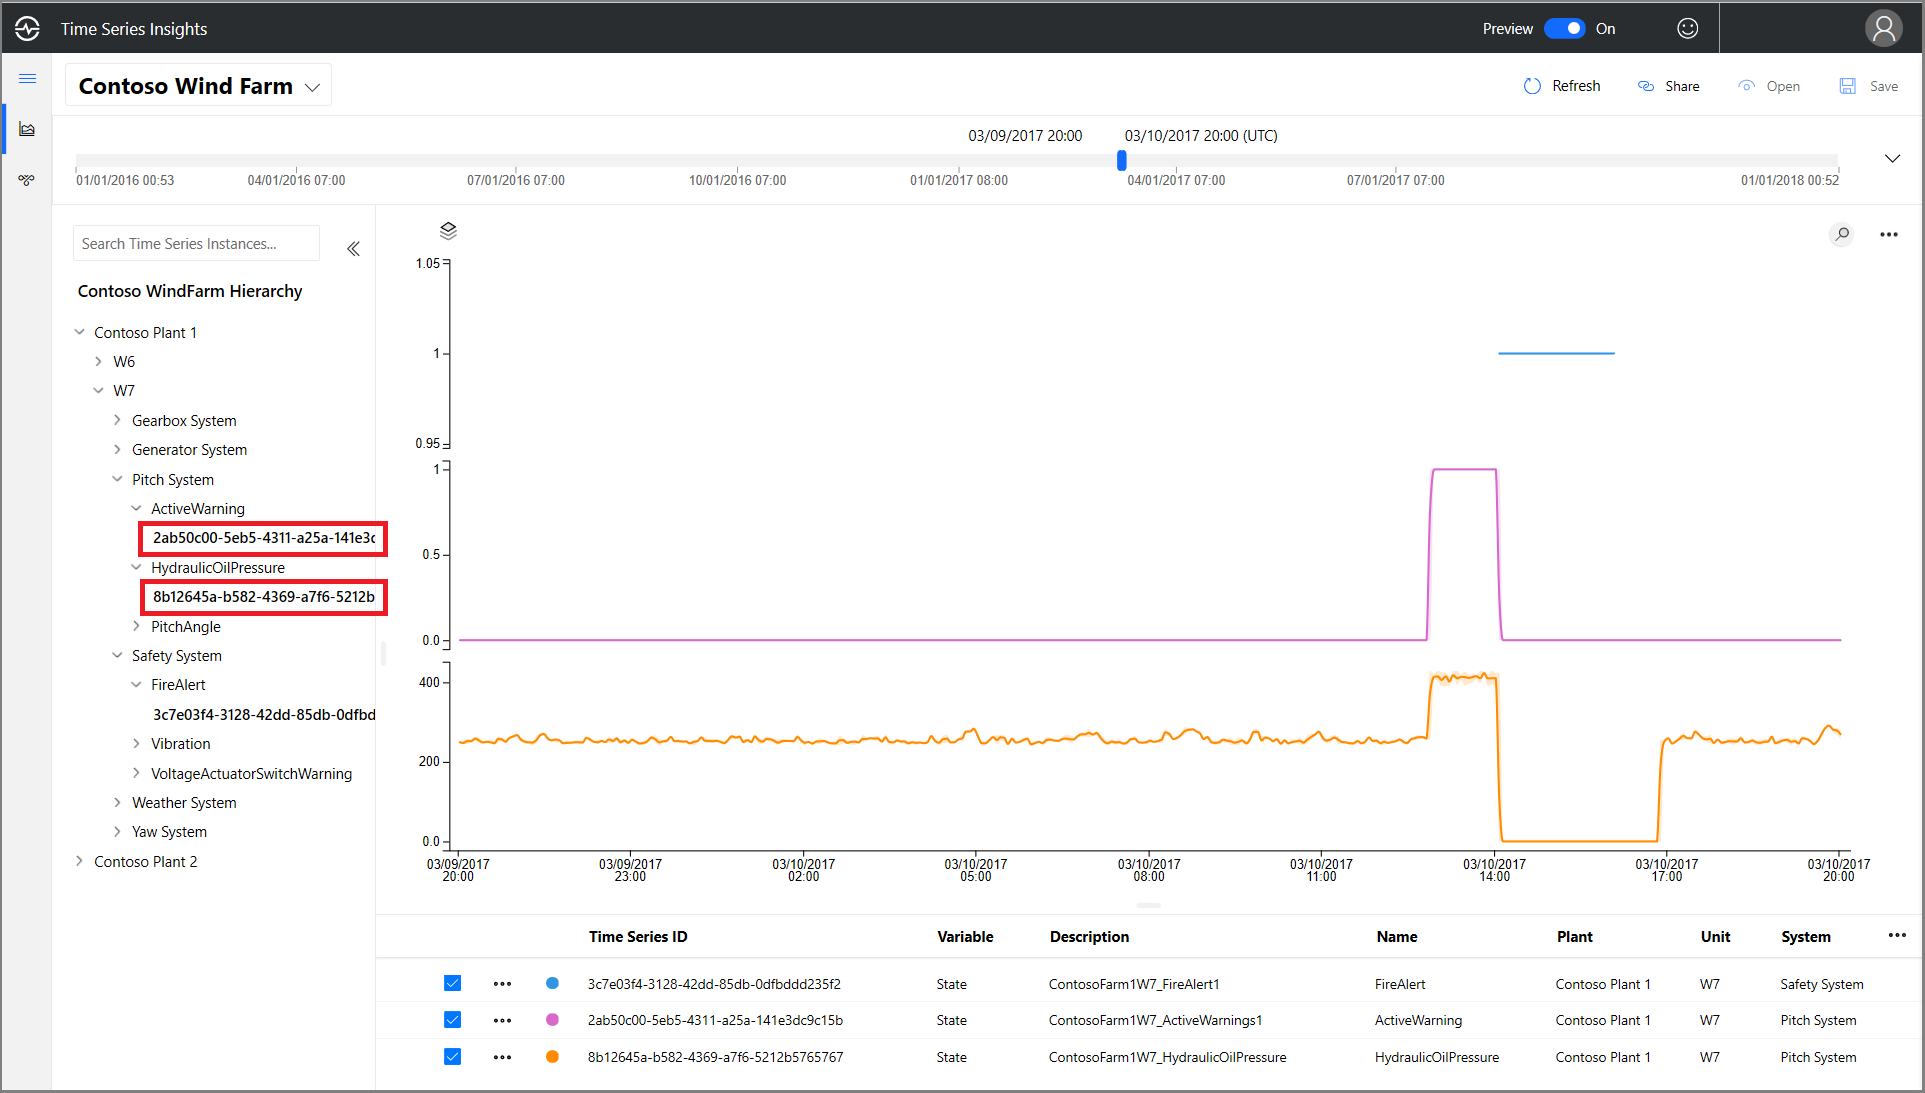 Time Series Insights
Preview On
Contoso Wind Farm
Refresh Share Open Save
03/09/2017 20:00 03/10/2017 20:00 (UTC)
01/01/2016 00:53 04/01/2016 07:00 07/01/2016 07:00 10/01/2016 07:00 01/01/2017 08:00 04/01/2017 07:00 07/01/2017 07:00 01/01/2018 00:52
Search Time Series Instances...
Contoso WindFarm Hierarchy
Contoso Plant 1
W6
W7
Gearbox System
Generator System
Pitch System
ActiveWarning
2ab50c00-5eb5-4311-a25a-141e3c
HydraulicOilPressure
8b12645a-b582-4369-a7f6-5212b
PitchAngle
Safety System
FireAlert
3c7e03f4-3128-42dd-85db-0dfbd
Vibration
VoltageActuatorSwitchWarning
Weather System
Yaw System
Contoso Plant 2
1.05
1
0.95
1
0.5
0.0
400
200
0.0
03/09/2017 03/09/2017 03/10/2017 03/10/2017 03/10/2017 03/10/2017 03/10/2017 03/10/2017 03/10/2017
20:00 23:00 02:00 05:00 08:00 11:00 14:00 17:00 20:00
Time Series ID Variable Description Name Plant Unit System
3c7e03f4-3128-42dd-85db-0dfbddd235f2 State ContosoFarm1W7_FireAlert1 FireAlert Contoso Plant 1 W7 Safety System
2ab50c00-5eb5-4311-a25a-141e3dc9c15b State ContosoFarm1W7_ActiveWarnings1 ActiveWarning Contoso Plant 1 W7 Pitch System
8b12645a-b582-4369-a7f6-5212b5765767 State ContosoFarm1W7_HydraulicOilPressure HydraulicOilPressure Contoso Plant 1 W7 Pitch System